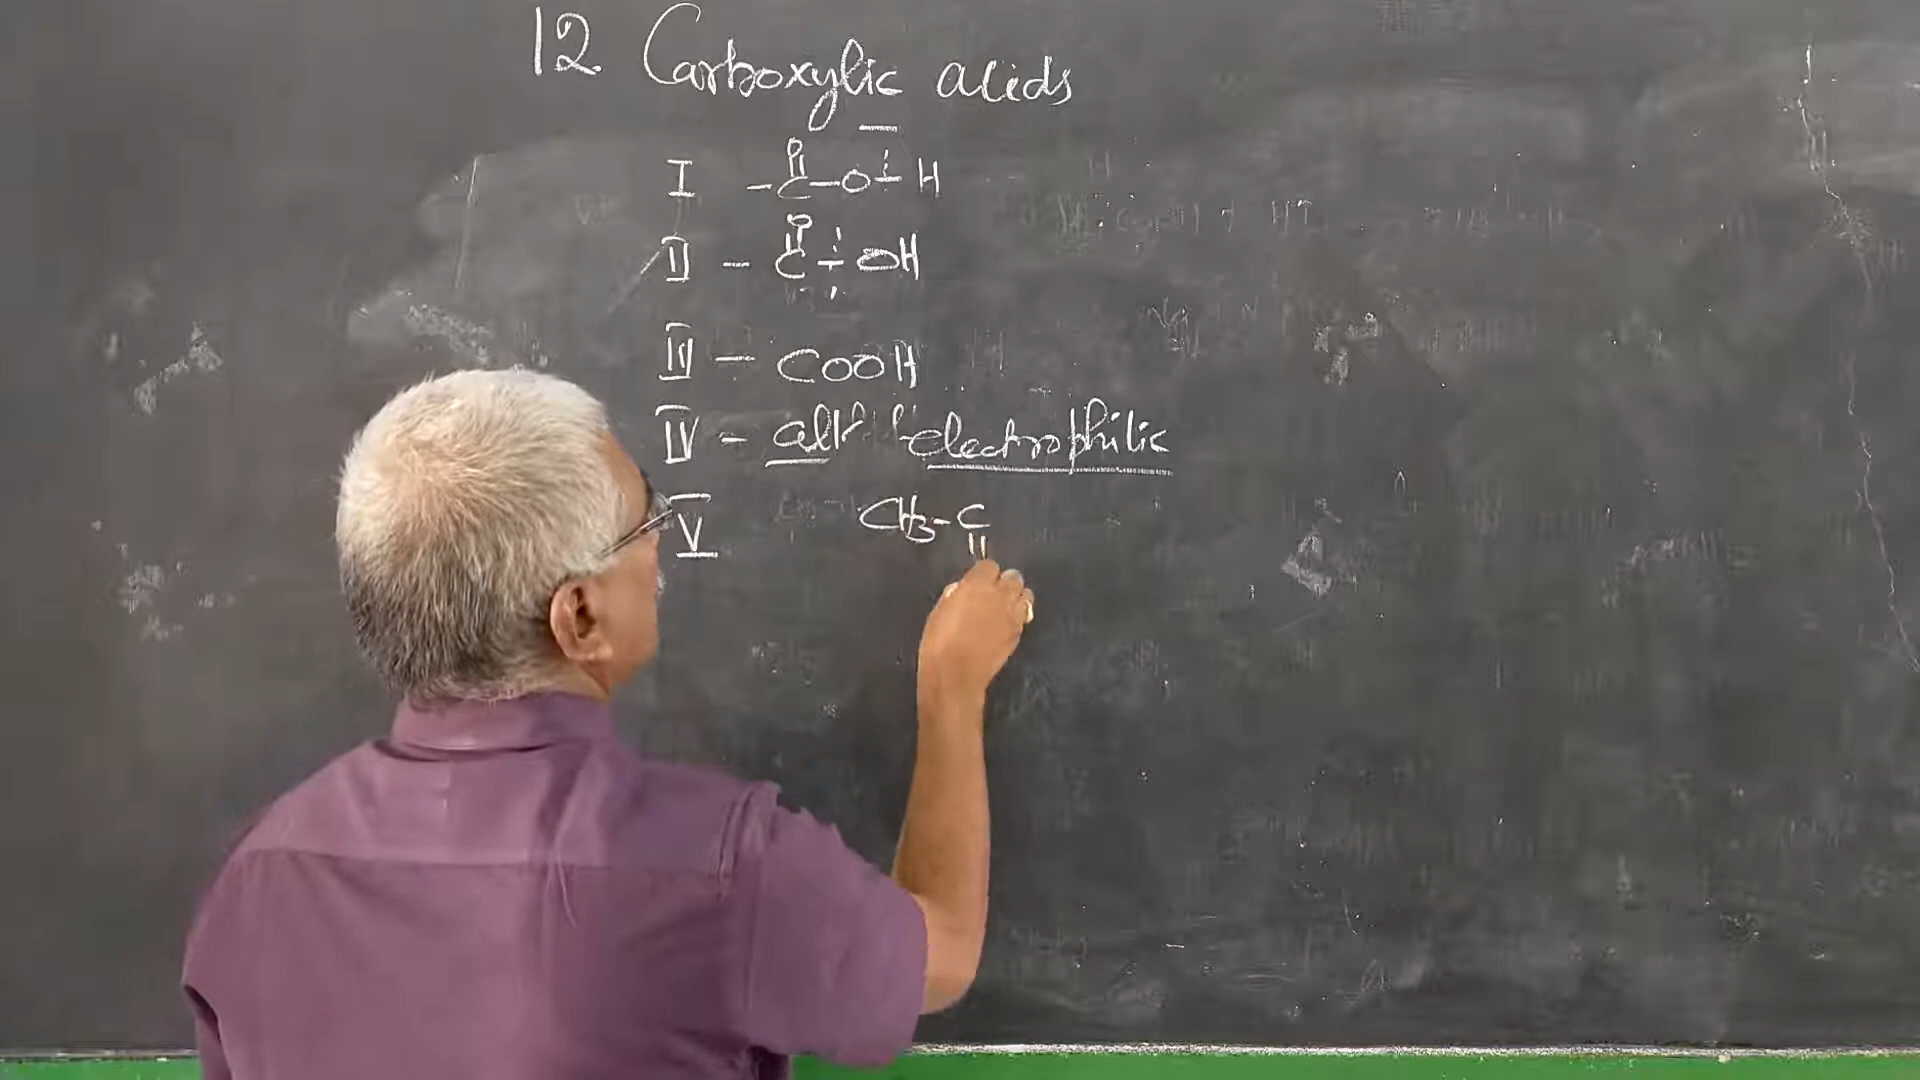 12 Carboxylic acids
O
I -C-O-H
O
II - C-OH
III - COOH
IV - electrophilic
V CH3-C